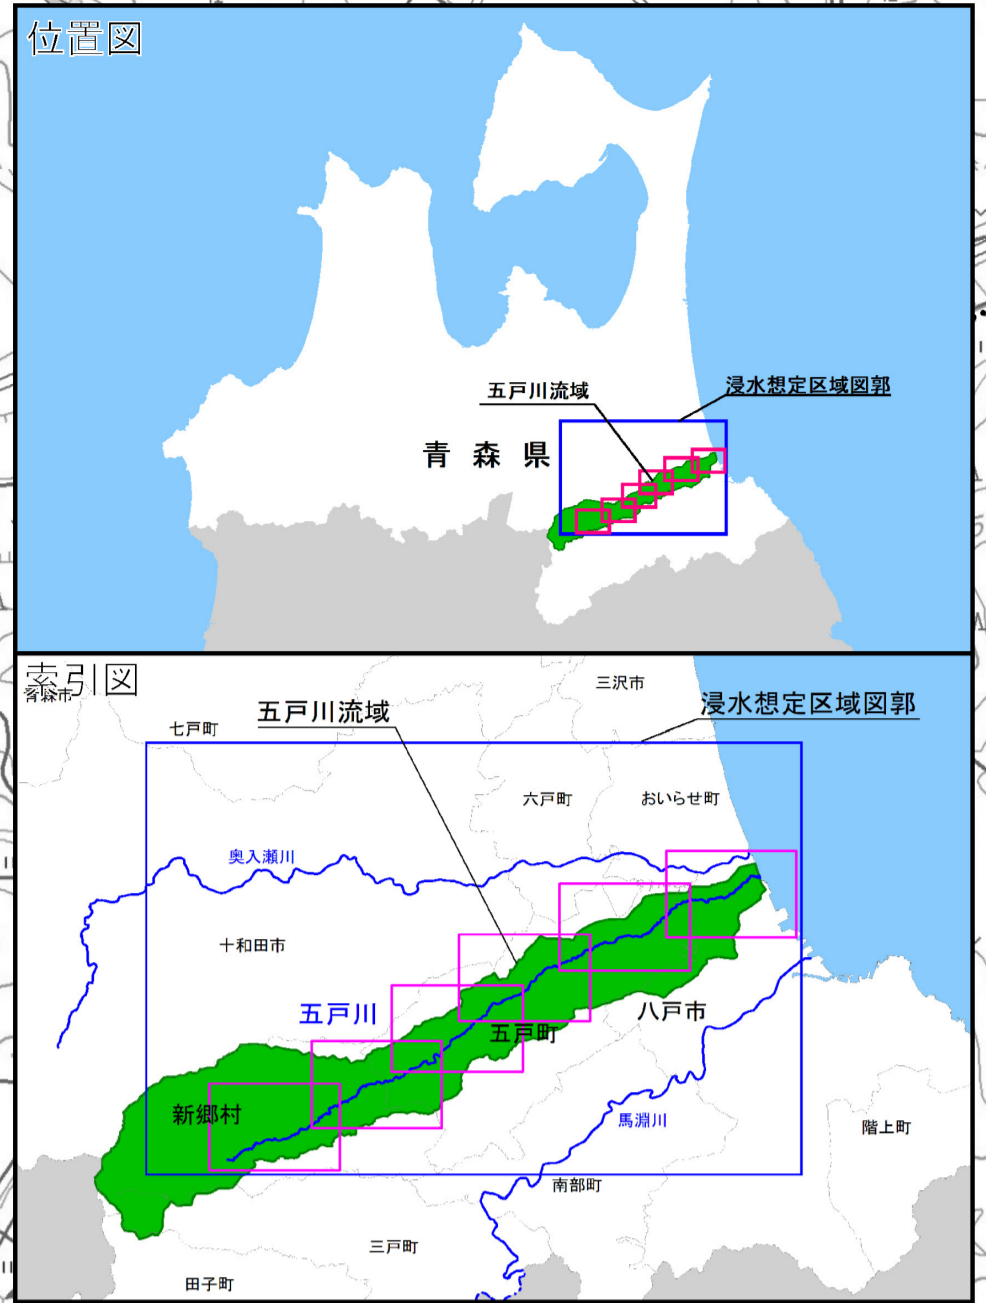 位置図
浸水想定区域図郭
五戸川流域
青森県
索引図
青森市
三沢市
浸水想定区域図郭
五戸川流域
七戸町
六戸町
おいらせ町
奥入瀬川
十和田市
五戸川
八戸市
五戸町
新郷村
馬淵川
階上町
南部町
三戸町
田子町